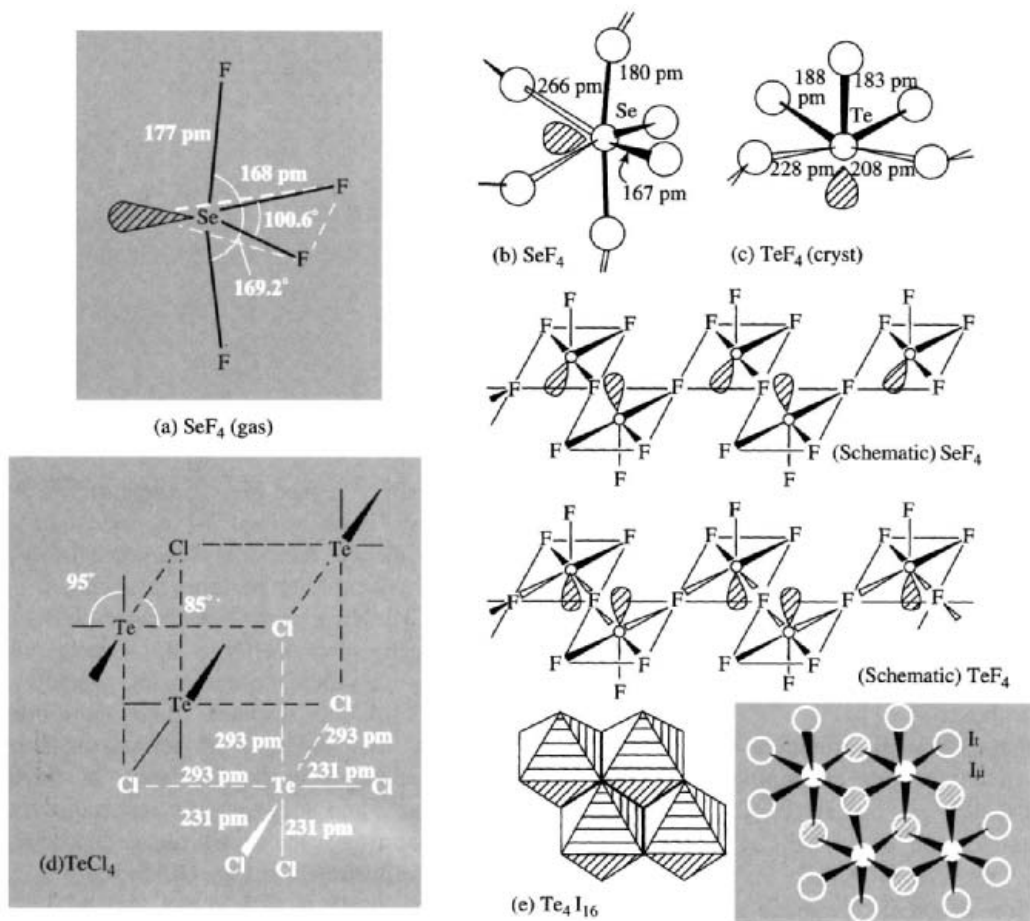 F
177 pm
168 pm
F
Se
100.6°
F
169.2°
F
(a) SeF4 (gas)
180 pm
266 pm
Se
167 pm
(b) SeF4
188 pm
183 pm
Te
228 pm
208 pm
(c) TeF4 (cryst)
F F F
F F F F F F
F F F F F F
F F F F
F F
(Schematic) SeF4
F F F
F F F F F F
F F F F F F
F F F F
F F
(Schematic) TeF4
Cl
Te
95°
85°
Te
Cl
Te
Cl
293 pm
293 pm
Cl
293 pm
Te
231 pm
Cl
231 pm
231 pm
Cl
Cl
(d)TeCl4
It
Iμ
(e) Te4 I16